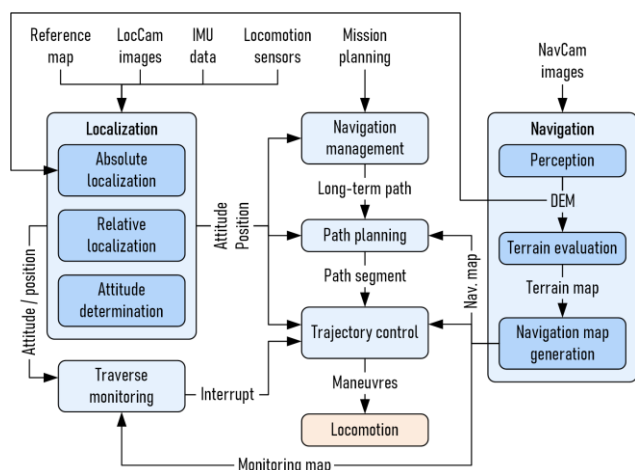 Reference
map
LocCam
images
IMU
data
Locomotion
sensors
Mission
planning
NavCam
images
Localization
Absolute
localization
Relative
localization
Attitude
determination
Attitude
Position
Attitude / position
Navigation
management
Long-term path
Path planning
Path segment
Trajectory control
Maneuvres
Locomotion
Traverse
monitoring
Interrupt
Monitoring map
Nav. map
Navigation
Perception
DEM
Terrain evaluation
Terrain map
Navigation map
generation